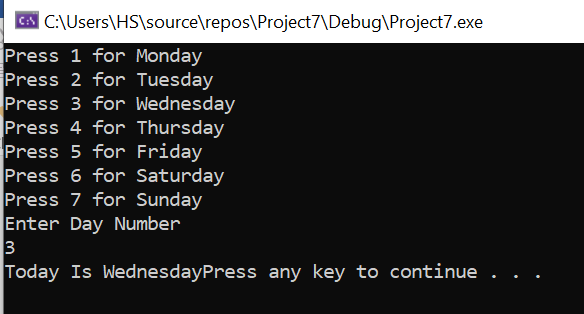 C:\Users\HS\source\repos\Project7\Debug\Project7.exe
Press 1 for Monday
Press 2 for Tuesday
Press 3 for Wednesday
Press 4 for Thursday
Press 5 for Friday
Press 6 for Saturday
Press 7 for Sunday
Enter Day Number
3
Today Is WednesdayPress any key to continue . . .